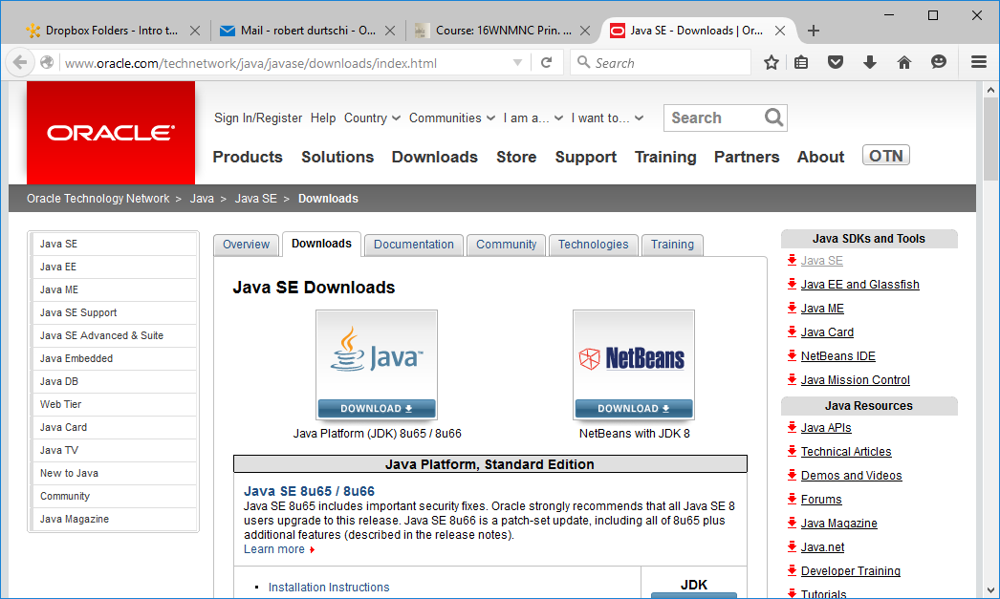 Dropbox Folders - Intro t...
Mail - robert durtschi - O...
Course: 16WNMNC Prin. ...
Java SE - Downloads | Or...
www.oracle.com/technetwork/java/javase/downloads/index.html
Search
ORACLE
Sign In/Register Help Country Communities I am a... I want to...
Search
Products Solutions Downloads Store Support Training Partners About OTN
Oracle Technology Network > Java > Java SE > Downloads
Java SE
Java EE
Java ME
Java SE Support
Java SE Advanced & Suite
Java Embedded
Java DB
Web Tier
Java Card
Java TV
New to Java
Community
Java Magazine
Overview Downloads Documentation Community Technologies Training
Java SE Downloads
Java™
DOWNLOAD
Java Platform (JDK) 8u65 / 8u66
NetBeans
DOWNLOAD
NetBeans with JDK 8
Java Platform, Standard Edition
Java SE 8u65 / 8u66
Java SE 8u65 includes important security fixes. Oracle strongly recommends that all Java SE 8
users upgrade to this release. Java SE 8u66 is a patch-set update, including all of 8u65 plus
additional features (described in the release notes).
Learn more
• Installation Instructions
JDK
Java SDKs and Tools
Java SE
Java EE and Glassfish
Java ME
Java Card
NetBeans IDE
Java Mission Control
Java Resources
Java APIs
Technical Articles
Demos and Videos
Forums
Java Magazine
Java.net
Developer Training
Tutorials